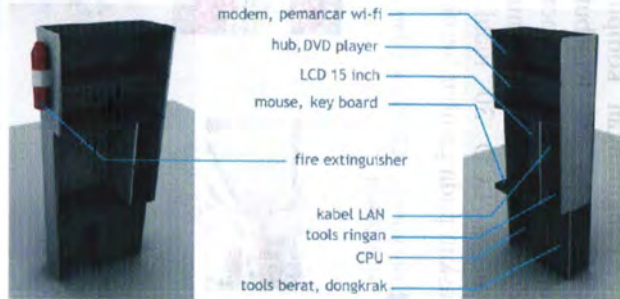 modem, pemancar wi-fi
hub, DVD player
LCD 15 inch
mouse, key board
fire extinguisher
kabel LAN
tools ringan
CPU
tools berat, dongkrak